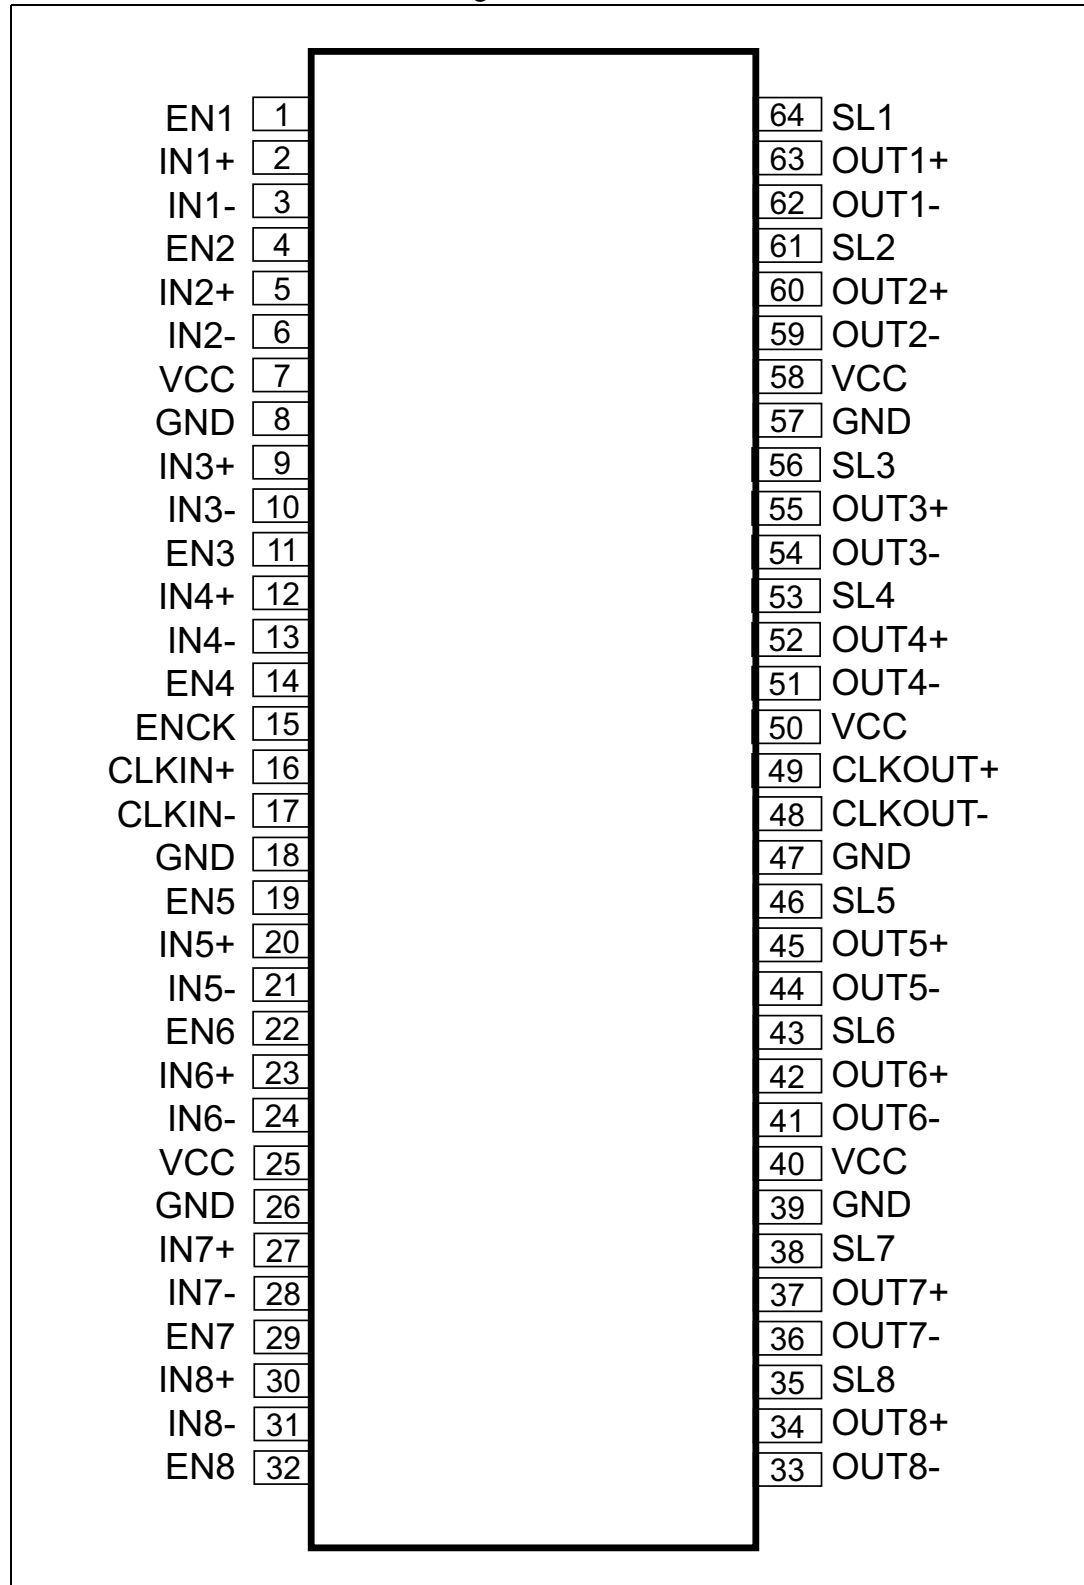 EN1 1 64 SL1
IN1+ 2 63 OUT1+
IN1- 3 62 OUT1-
EN2 4 61 SL2
IN2+ 5 60 OUT2+
IN2- 6 59 OUT2-
VCC 7 58 VCC
GND 8 57 GND
IN3+ 9 56 SL3
IN3- 10 55 OUT3+
EN3 11 54 OUT3-
IN4+ 12 53 SL4
IN4- 13 52 OUT4+
EN4 14 51 OUT4-
ENCK 15 50 VCC
CLKIN+ 16 49 CLKOUT+
CLKIN- 17 48 CLKOUT-
GND 18 47 GND
EN5 19 46 SL5
IN5+ 20 45 OUT5+
IN5- 21 44 OUT5-
EN6 22 43 SL6
IN6+ 23 42 OUT6+
IN6- 24 41 OUT6-
VCC 25 40 VCC
GND 26 39 GND
IN7+ 27 38 SL7
IN7- 28 37 OUT7+
EN7 29 36 OUT7-
IN8+ 30 35 SL8
IN8- 31 34 OUT8+
EN8 32 33 OUT8-